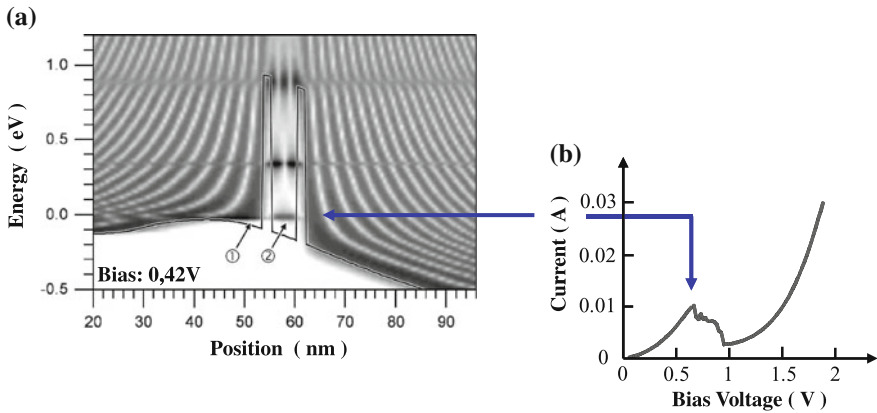 (a)
Energy ( eV )
1.0
0.5
0.0
-0.5
① ②
Bias: 0,42V
20 30 40 50 60 70 80 90
Position ( nm )
(b)
Current ( A )
0.03
0.02
0.01
0
0 0.5 1 1.5 2
Bias Voltage ( V )